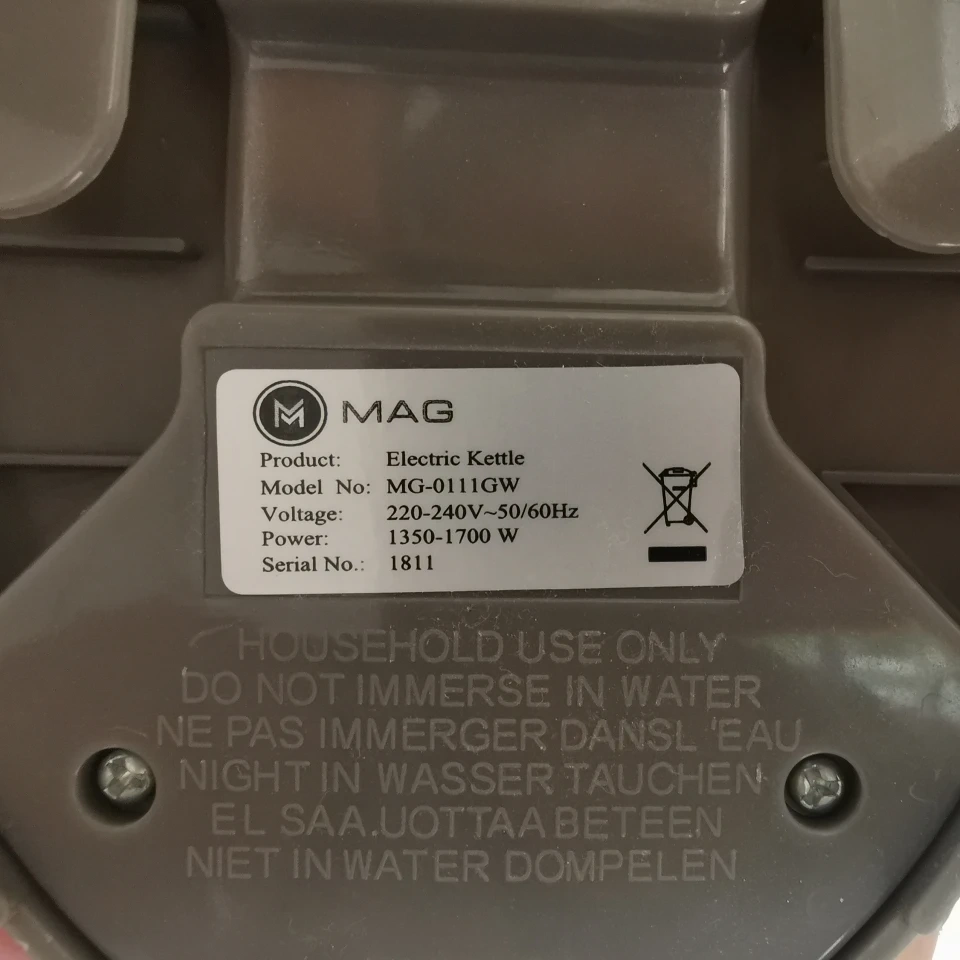 MAG
Product: Electric Kettle
Model No: MG-0111GW
Voltage: 220-240V~50/60Hz
Power: 1350-1700 W
Serial No.: 1811
HOUSEHOLD USE ONLY
DO NOT IMMERSE IN WATER
NE PAS IMMERGER DANSL 'EAU
NIGHT IN WASSER TAUCHEN
EL SAA.UOTTAA BETEEN
NIET IN WATER DOMPELEN